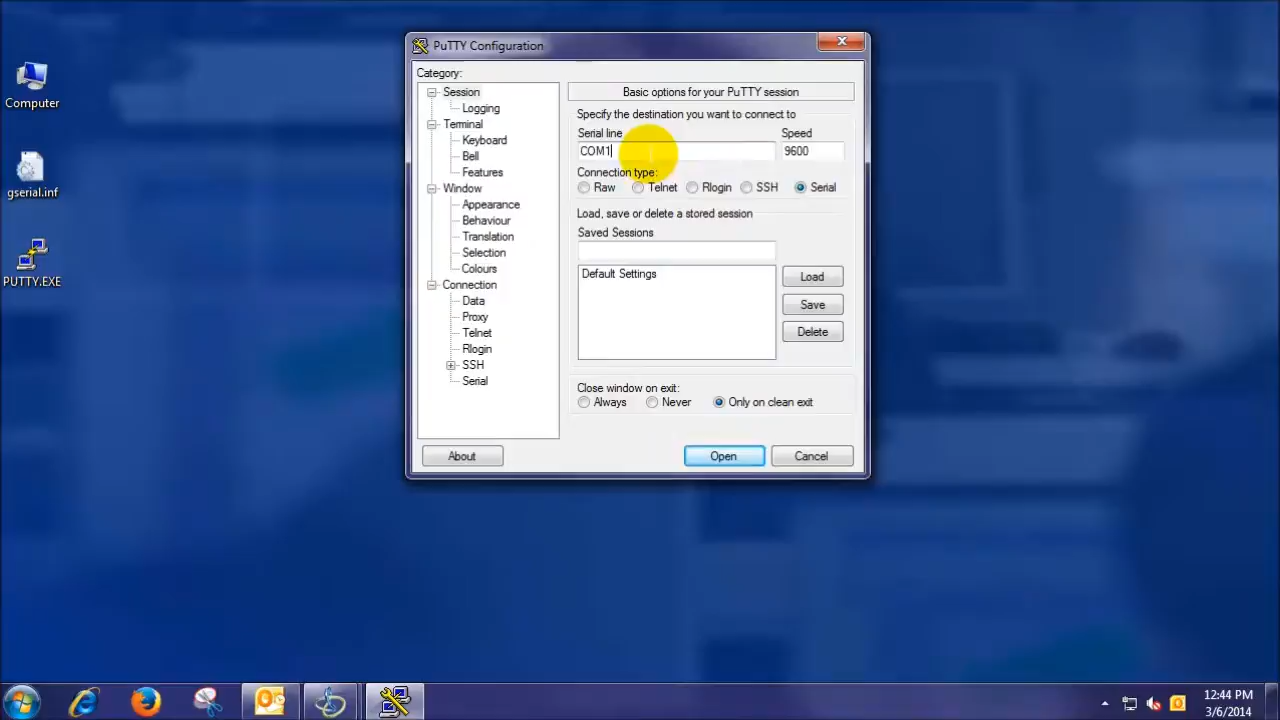 Computer
gserial.inf
PUTTY.EXE
PuTTY Configuration
Category:
Session
Logging
Terminal
Keyboard
Bell
Features
Window
Appearance
Behaviour
Translation
Selection
Colours
Connection
Data
Proxy
Telnet
Rlogin
SSH
Serial
Basic options for your PuTTY session
Specify the destination you want to connect to
Serial line Speed
COM1 9600
Connection type:
Raw Telnet Rlogin SSH Serial
Load, save or delete a stored session
Saved Sessions
Default Settings
Load
Save
Delete
Close window on exit:
Always Never Only on clean exit
About Open Cancel
12:44 PM
3/6/2014